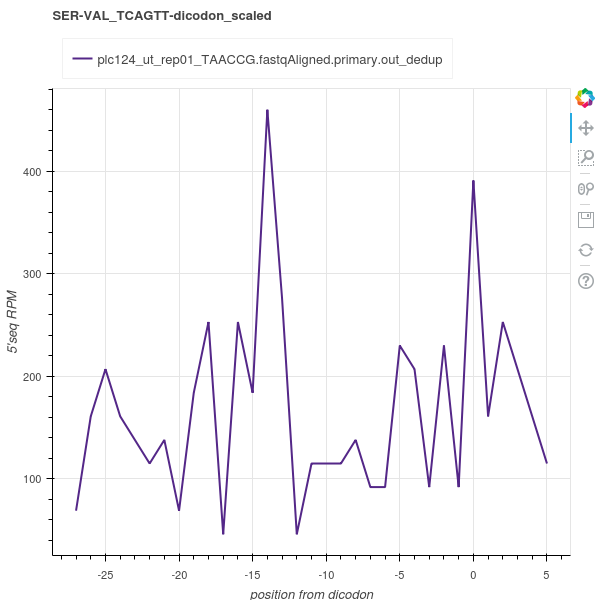 SER-VAL_TCAGTT-dicodon_scaled
plc124_ut_rep01_TAACCG.fastqAligned.primary.out_dedup
400
300
200
100
5'seq RPM
-25 -20 -15 -10 -5 0 5
position from dicodon